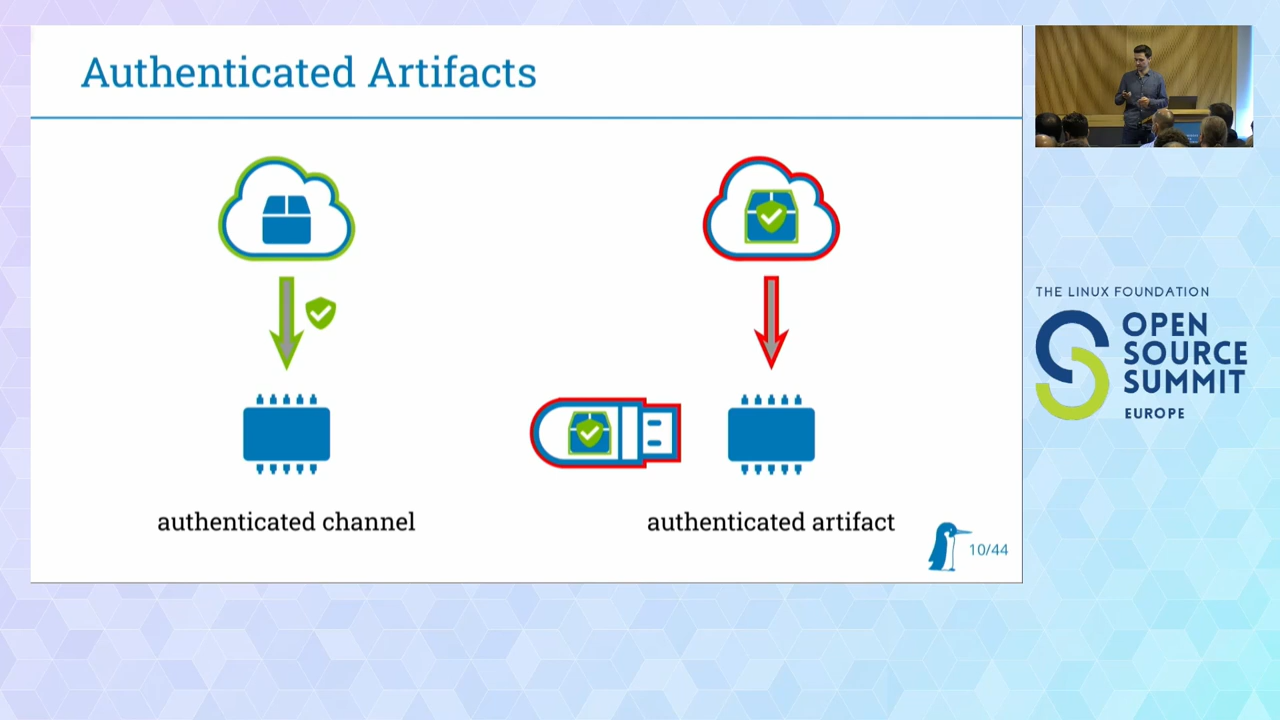 Authenticated Artifacts
authenticated channel
authenticated artifact
10/44
THE LINUX FOUNDATION
OPEN
SOURCE
SUMMIT
EUROPE